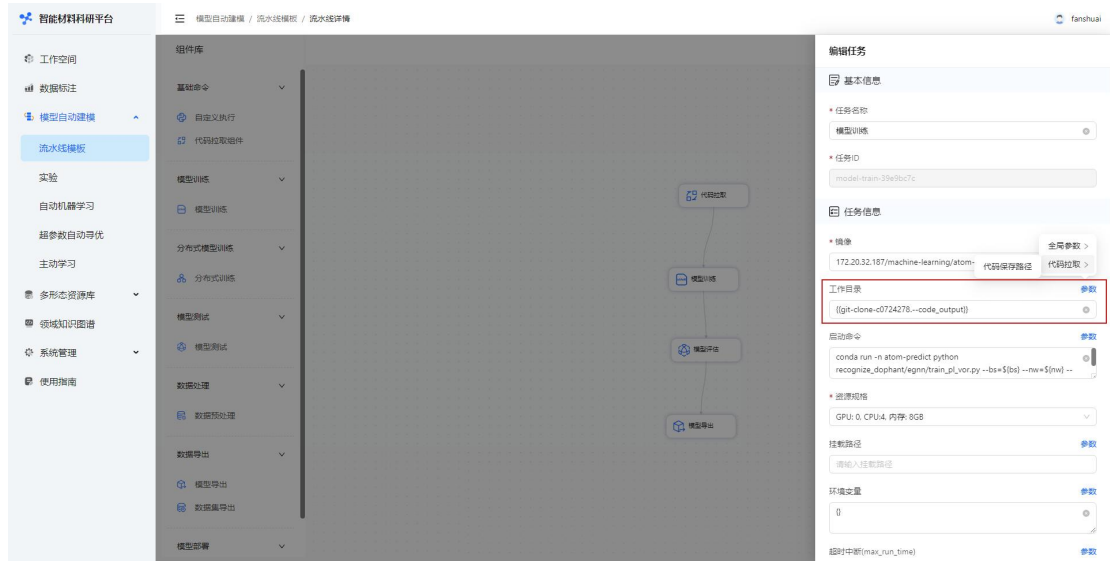 智能材料科研平台
模型自动建模 / 流水线模板 / 流水线详情
fanshuai
工作空间
数据标注
模型自动建模
流水线模板
实验
自动机器学习
超参数自动寻优
主动学习
多形态资源库
领域知识图谱
系统管理
使用指南
组件库
基础命令
自定义执行
代码拉取组件
模型训练
模型训练
分布式模型训练
分布式训练
模型测试
模型测试
数据处理
数据预处理
数据导出
模型导出
数据集导出
模型部署
代码拉取
模型训练
模型评估
模型导出
编辑任务
基本信息
* 任务名称
模型训练
* 任务ID
model-train-39e9bc7c
任务信息
* 镜像
172.20.32.187/machine-learning/atom-
全局参数 >
代码保存路径
代码拉取 >
工作目录 参数
{{git-clone-c0724278.--code_output}}
启动命令 参数
conda run -n atom-predict python
recognize_dophant/egnn/train_pl_vor.py --bs=${bs} --nw=${nw} --
* 资源规格
GPU: 0, CPU:4, 内存: 8GB
挂载路径 参数
请输入挂载路径
环境变量 参数
{}
超时中断(max_run_time) 参数